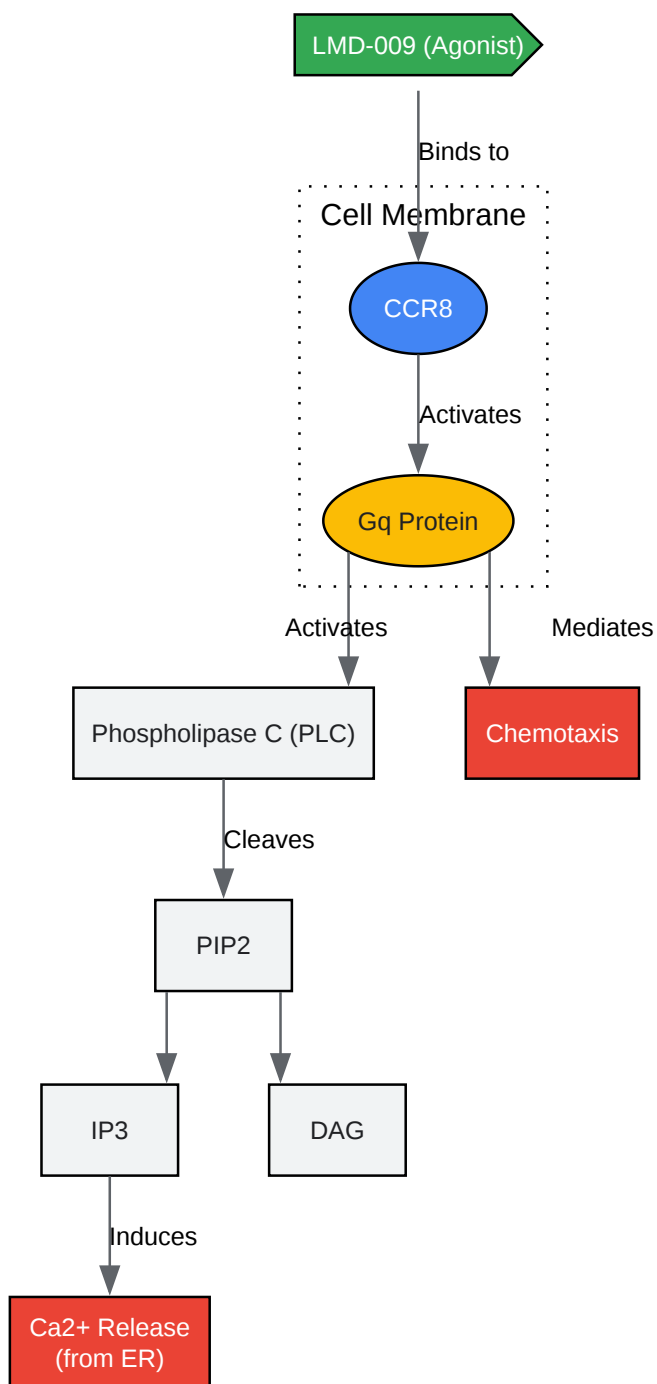 LMD-009 (Agonist)
Binds to
Cell Membrane
CCR8
Activates
Gq Protein
Activates
Mediates
Phospholipase C (PLC)
Chemotaxis
Cleaves
PIP2
IP3
DAG
Induces
Ca2+ Release
(from ER)